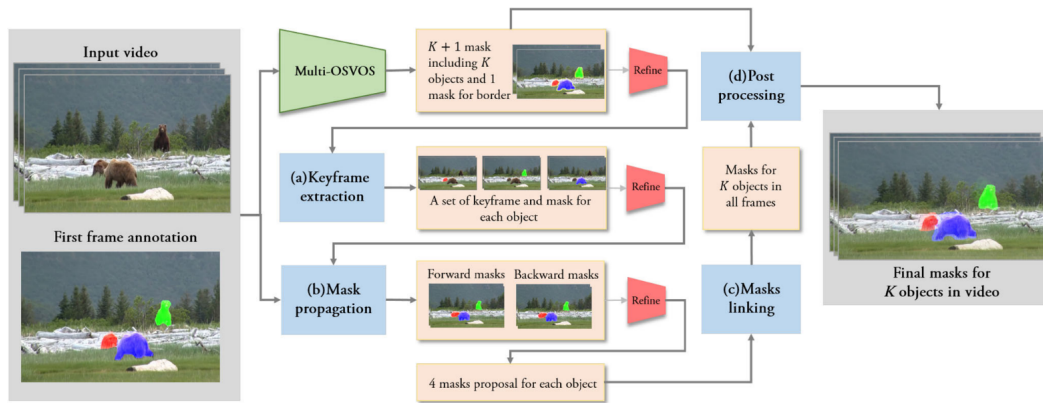 Input video
First frame annotation
Multi-OSVOS
K + 1 mask
including K
objects and 1
mask for border
Refine
(a)Keyframe
extraction
A set of keyframe and mask for
each object
Refine
(b)Mask
propagation
Forward masks
Backward masks
Refine
4 masks proposal for each object
(c)Masks
linking
Masks for
K objects in
all frames
(d)Post
processing
Final masks for
K objects in video